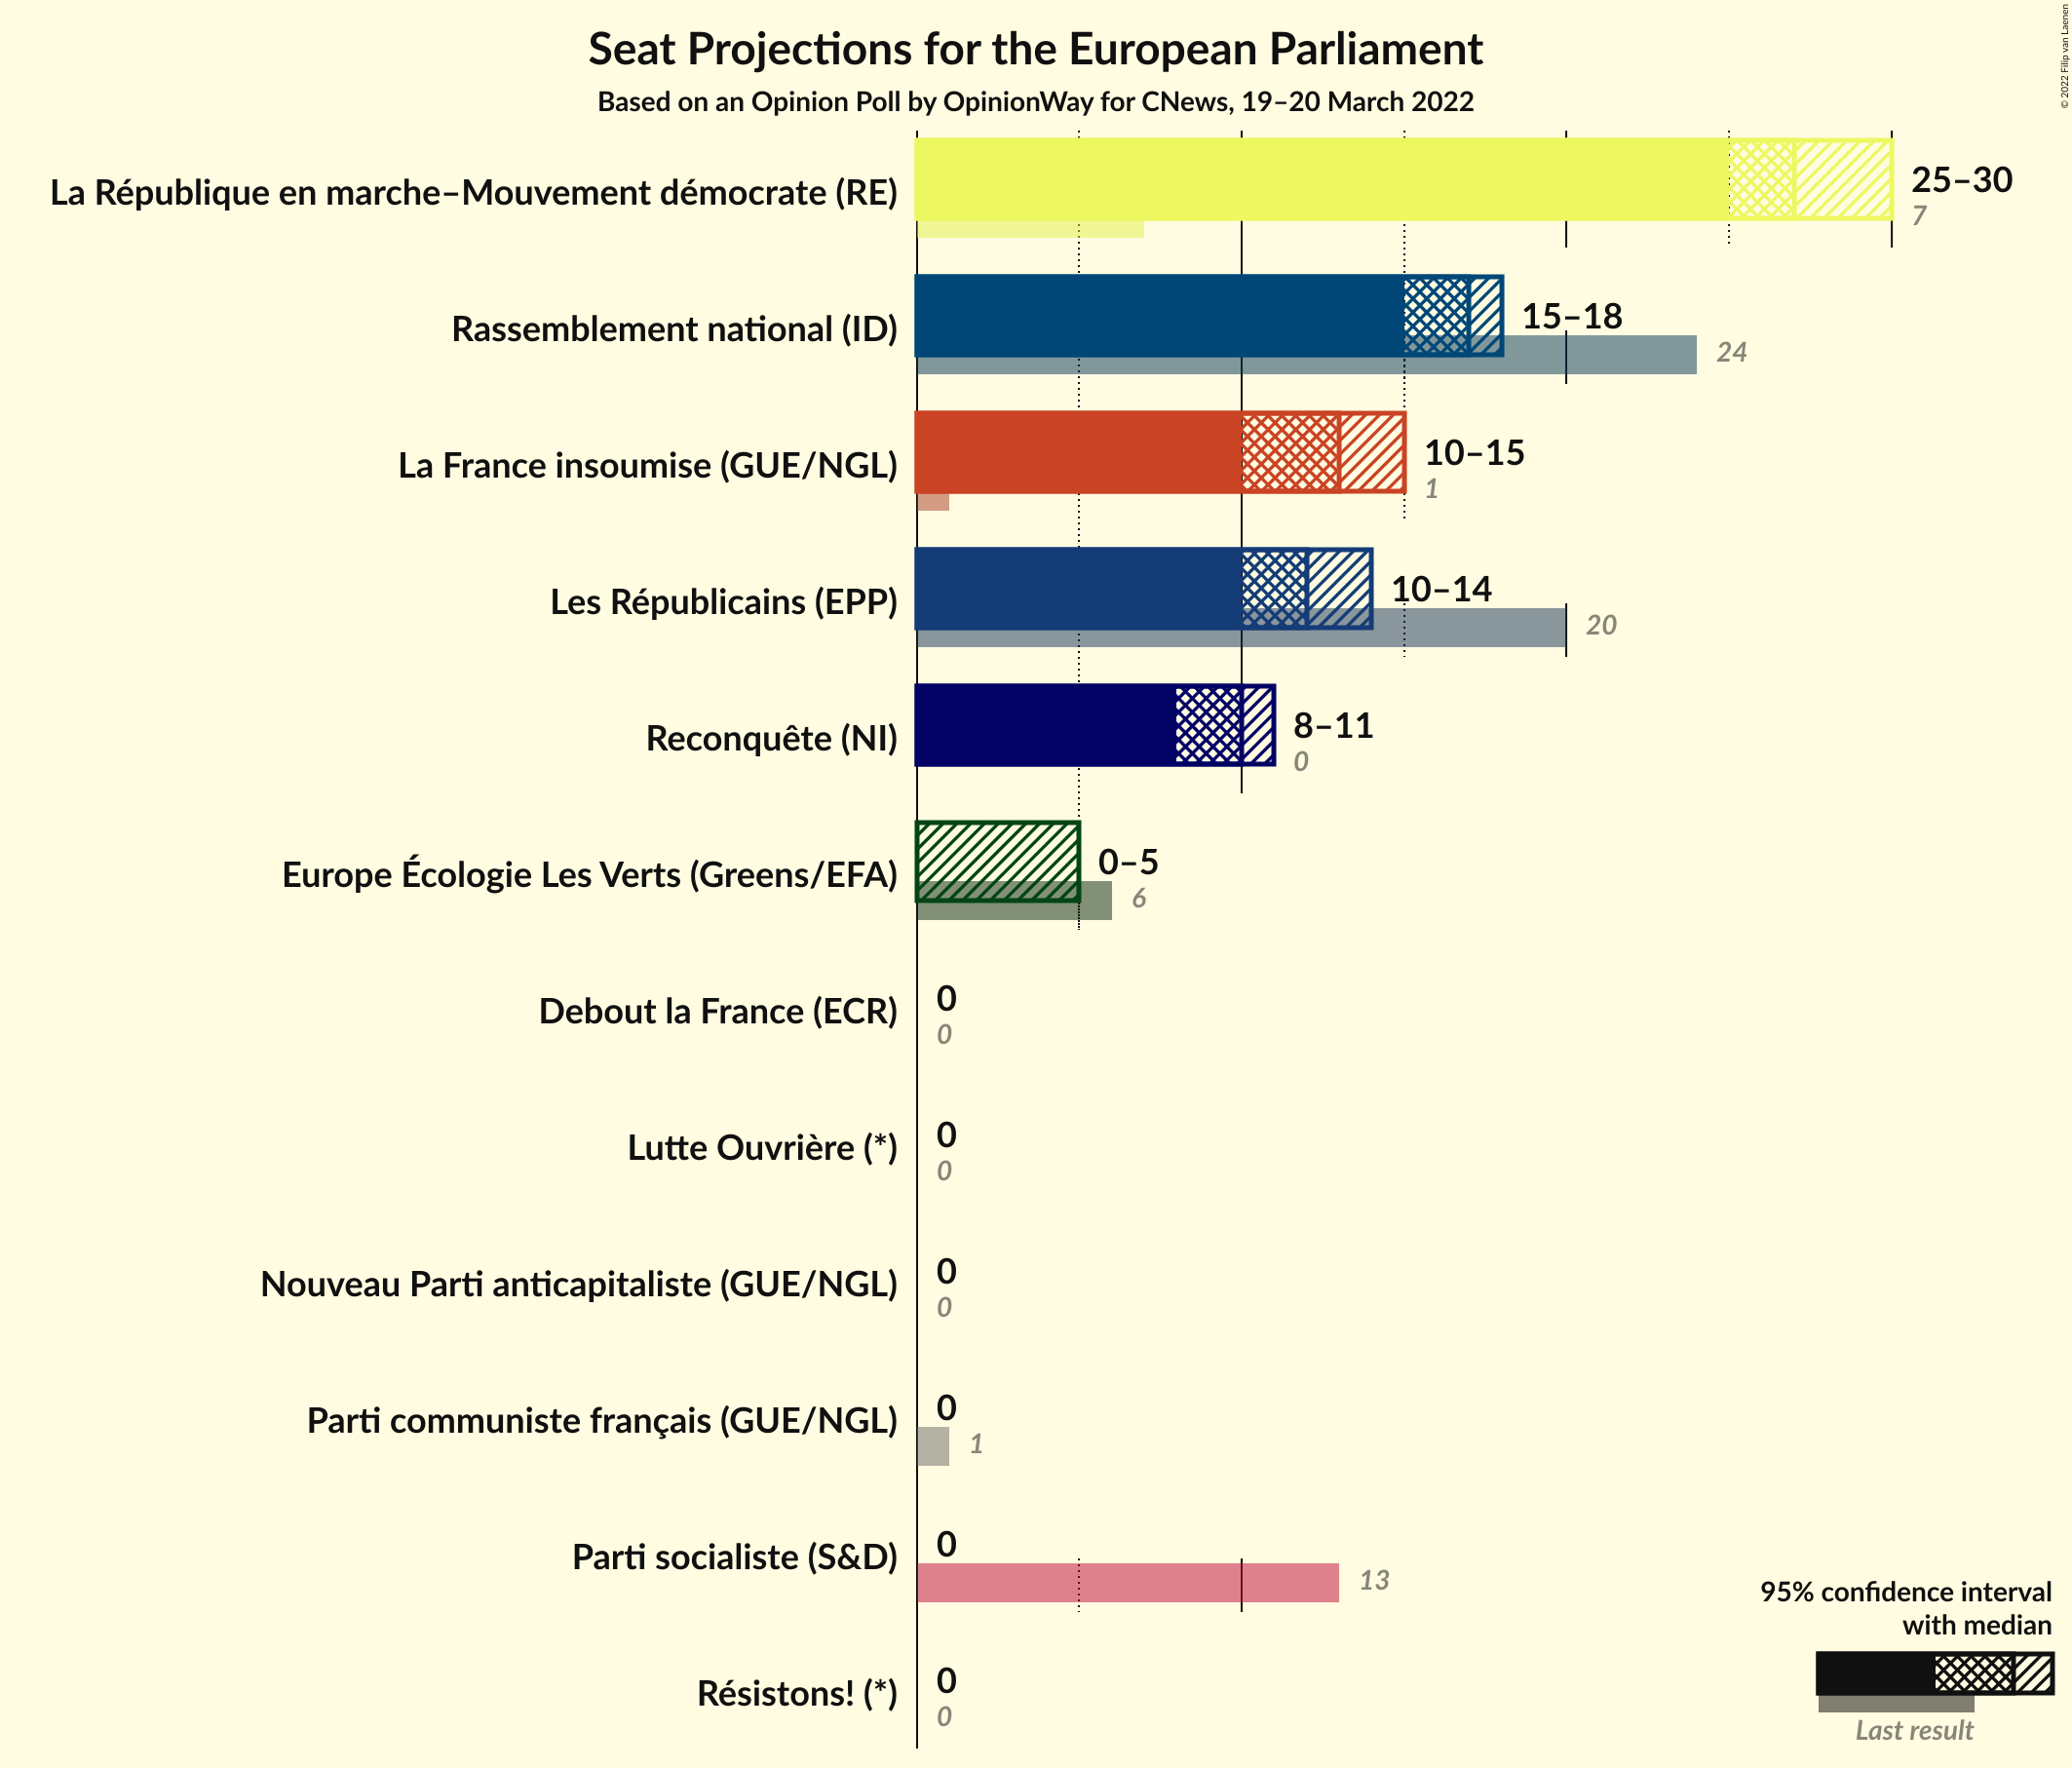 Seat Projections for the European Parliament
Based on an Opinion Poll by OpinionWay for CNews, 19–20 March 2022
© 2022 Filip van Laenen
La République en marche–Mouvement démocrate (RE)
25–30
7
Rassemblement national (ID)
15–18
24
La France insoumise (GUE/NGL)
10–15
1
Les Républicains (EPP)
10–14
20
Reconquête (NI)
8–11
0
Europe Écologie Les Verts (Greens/EFA)
0–5
6
Debout la France (ECR)
0
0
Lutte Ouvrière (*)
0
0
Nouveau Parti anticapitaliste (GUE/NGL)
0
0
Parti communiste français (GUE/NGL)
0
1
Parti socialiste (S&D)
0
13
Résistons! (*)
0
0
95% confidence interval
with median
Last result